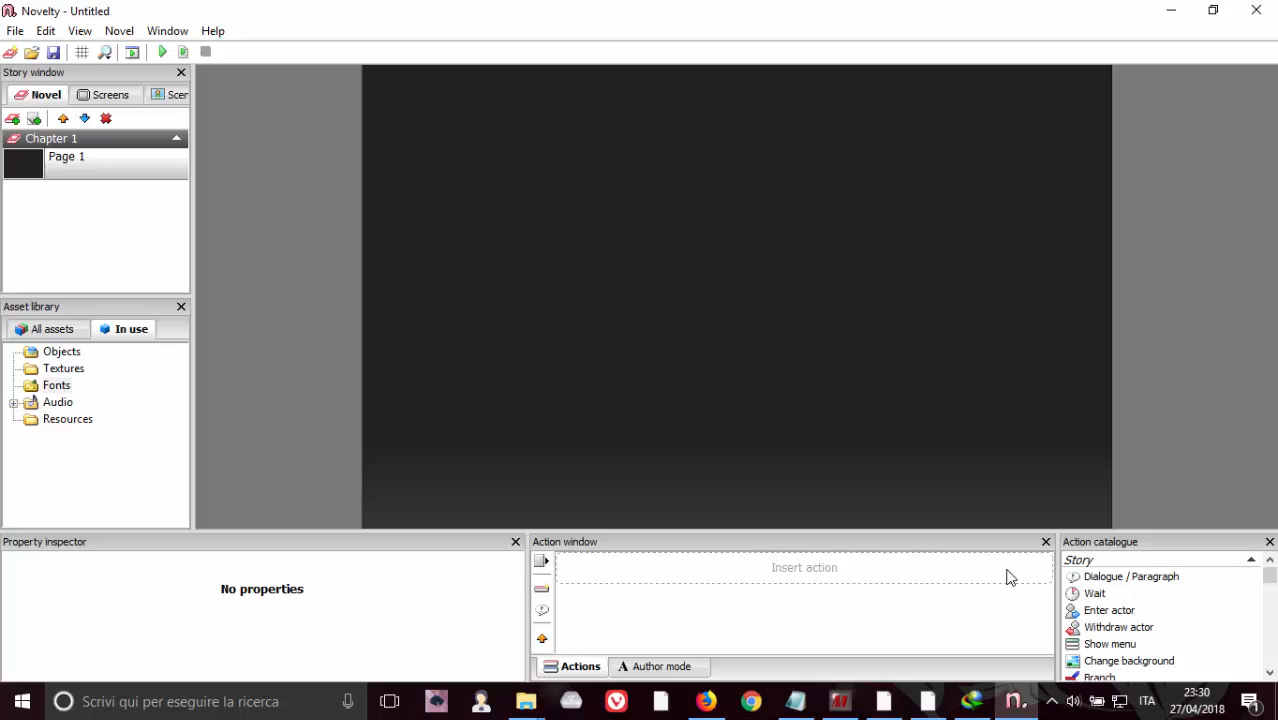 Novelty - Untitled
File Edit View Novel Window Help
Story window
Novel Screens Scer
Chapter 1
Page 1
Asset library
All assets In use
Objects
Textures
Fonts
Audio
Resources
Property inspector
No properties
Action window
Insert action
Actions Author mode
Action catalogue
Story
Dialogue / Paragraph
Wait
Enter actor
Withdraw actor
Show menu
Change background
Branch
Scrivi qui per eseguire la ricerca
ITA
23:30
27/04/2018
1